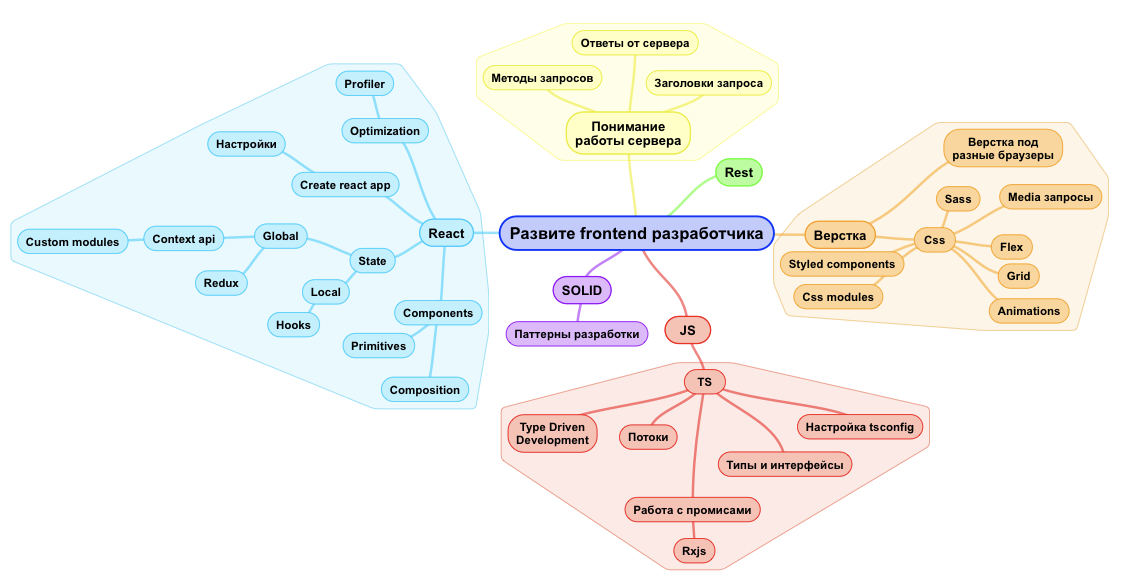 Ответы от сервера
Методы запросов
Заголовки запроса
Понимание
работы сервера
Rest
Развите frontend разработчика
React
Profiler
Optimization
Настройки
Create react app
Custom modules
Context api
Global
Redux
State
Local
Hooks
Components
Primitives
Composition
Верстка под
разные браузеры
Верстка
Sass
Media запросы
Css
Flex
Grid
Animations
Styled components
Css modules
SOLID
Паттерны разработки
JS
TS
Type Driven
Development
Потоки
Настройка tsconfig
Типы и интерфейсы
Работа с промисами
Rxjs